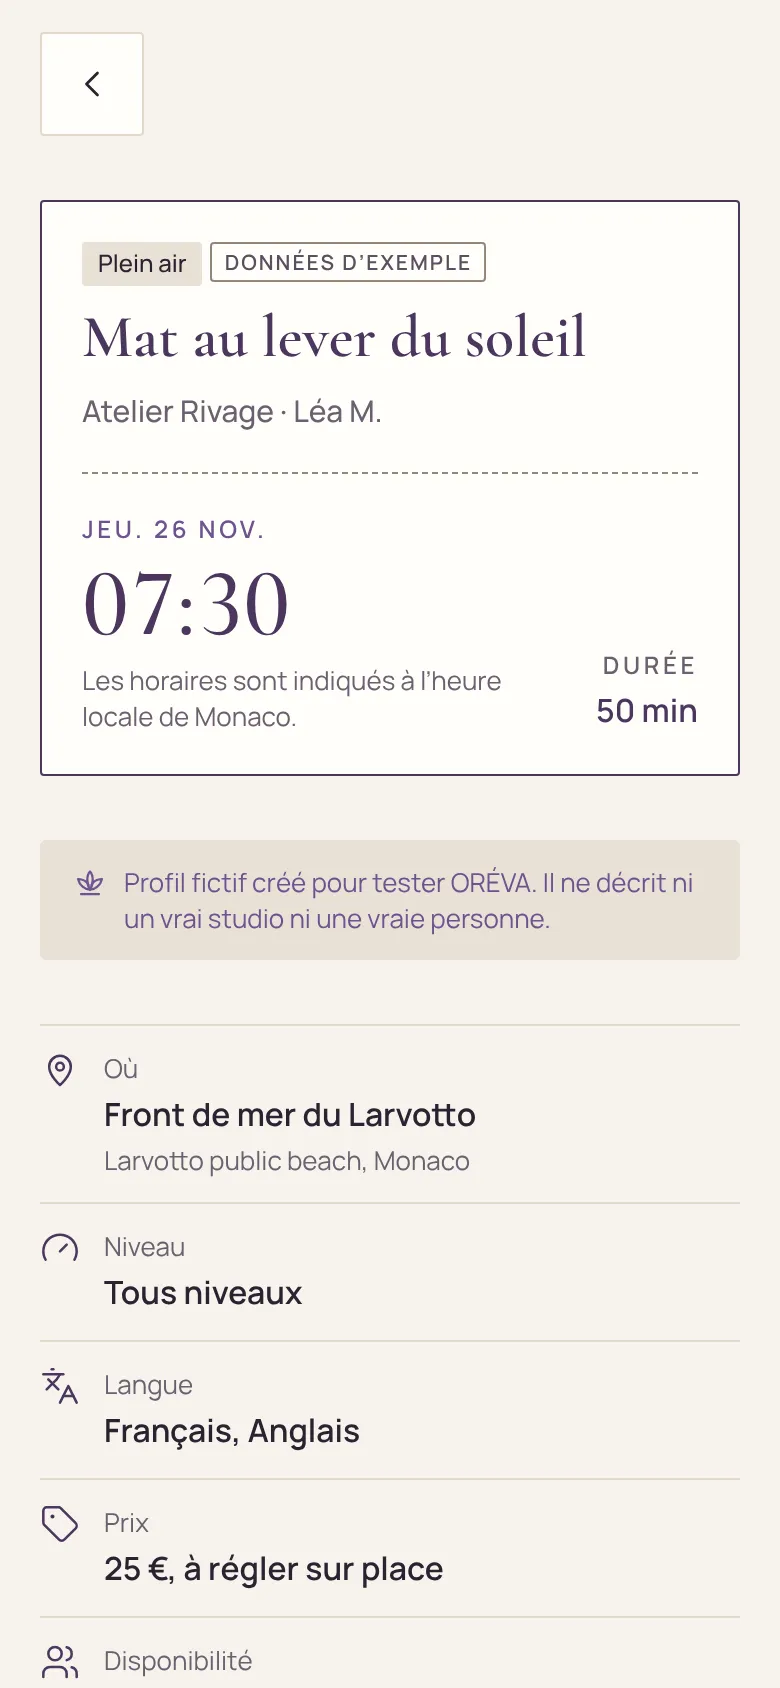 Plein air
DONNÉES D’EXEMPLE
Mat au lever du soleil
Atelier Rivage · Léa M.
JEU. 26 NOV.
07:30
Les horaires sont indiqués à l’heure
locale de Monaco.
DURÉE
50 min
Profil fictif créé pour tester ORÉVA. Il ne décrit ni
un vrai studio ni une vraie personne.
Où
Front de mer du Larvotto
Larvotto public beach, Monaco
Niveau
Tous niveaux
Langue
Français, Anglais
Prix
25 €, à régler sur place
Disponibilité